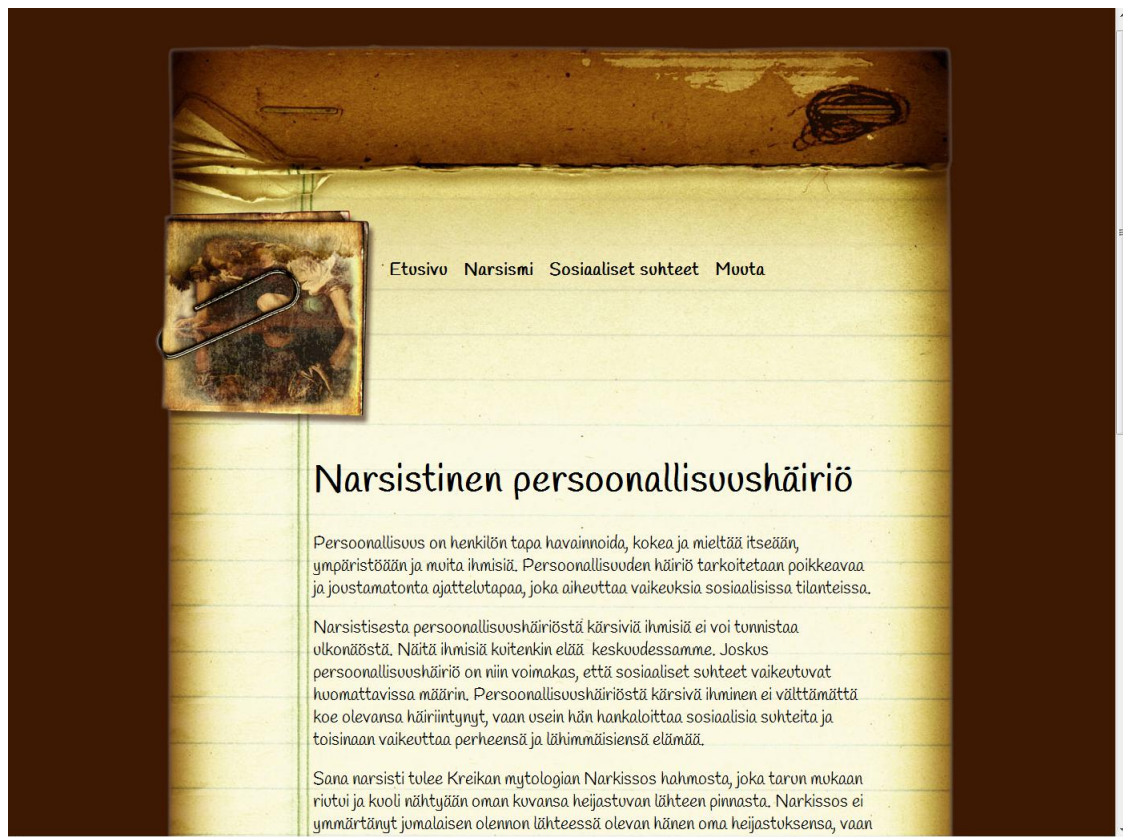 Etusivu Narsismi Sosiaaliset suhteet Muuta
Narsistinen persoonallisuushäiriö
Persoonallisuus on henkilön tapa havainnoida, kokea ja mieltää itseään,
ympäristöään ja muita ihmisiä. Persoonallisuuden häiriö tarkoitetaan poikkeavaa
ja joustamatonta ajattelutapaa, joka aiheuttaa vaikeuksia sosiaalisissa tilanteissa.
Narsistisesta persoonallisuushäiriöstä kärsiviä ihmisiä ei voi tunnistaa
ulkonäöstä. Näitä ihmisiä kuitenkin elää keskuudessamme. Joskus
persoonallisuushäiriö on niin voimakas, että sosiaaliset suhteet vaikeutuvat
huomattavissa määrin. Persoonallisuushäiriöstä kärsivä ihminen ei välttämättä
koe olevansa häiriintynyt, vaan usein hän hankaloittaa sosiaalisia suhteita ja
toisinaan vaikeuttaa perheensä ja lähimmäisiensä elämää.
Sana narsisti tulee Kreikan mytologian Narkissos hahmosta, joka tarun mukaan
riutui ja kuoli nähtyään oman kuvansa heijastuvan lähteen pinnasta. Narkissos ei
ymmärtänyt jumalaisen olennon lähteessä olevan hänen oma heijastuksensa, vaan